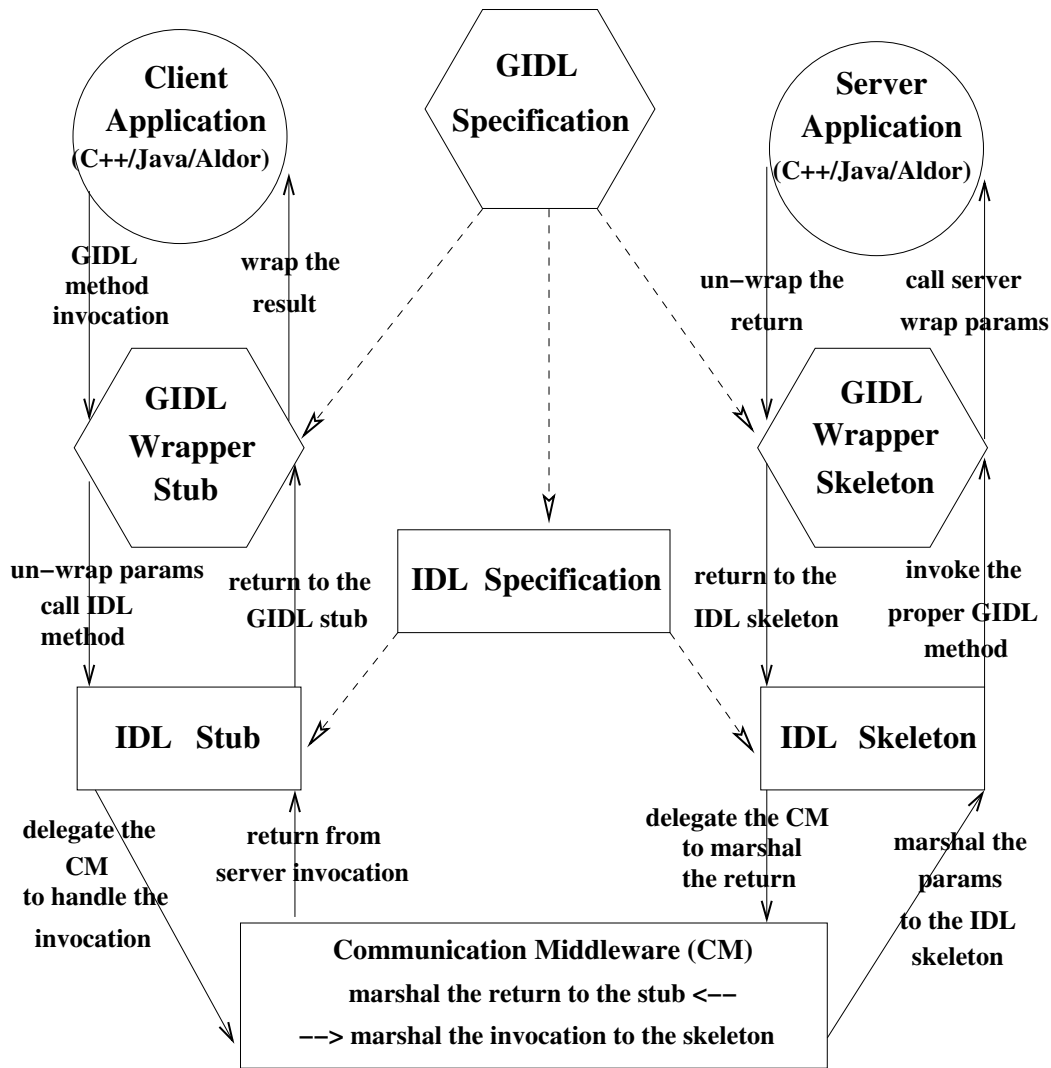 Client
Application
(C++/Java/Aldor)
GIDL
Specification
Server
Application
(C++/Java/Aldor)
GIDL
method
invocation
wrap the
result
un−wrap the
return
call server
wrap params
GIDL
Wrapper
Stub
GIDL
Wrapper
Skeleton
un−wrap params
call IDL
method
return to the
GIDL stub
IDL Specification
return to the
IDL skeleton
invoke the
proper GIDL
method
IDL Stub
IDL Skeleton
delegate the
CM
to handle the
invocation
return from
server invocation
delegate the CM
to marshal
the return
marshal the
params
to the IDL
skeleton
Communication Middleware (CM)
marshal the return to the stub <−−
−−> marshal the invocation to the skeleton